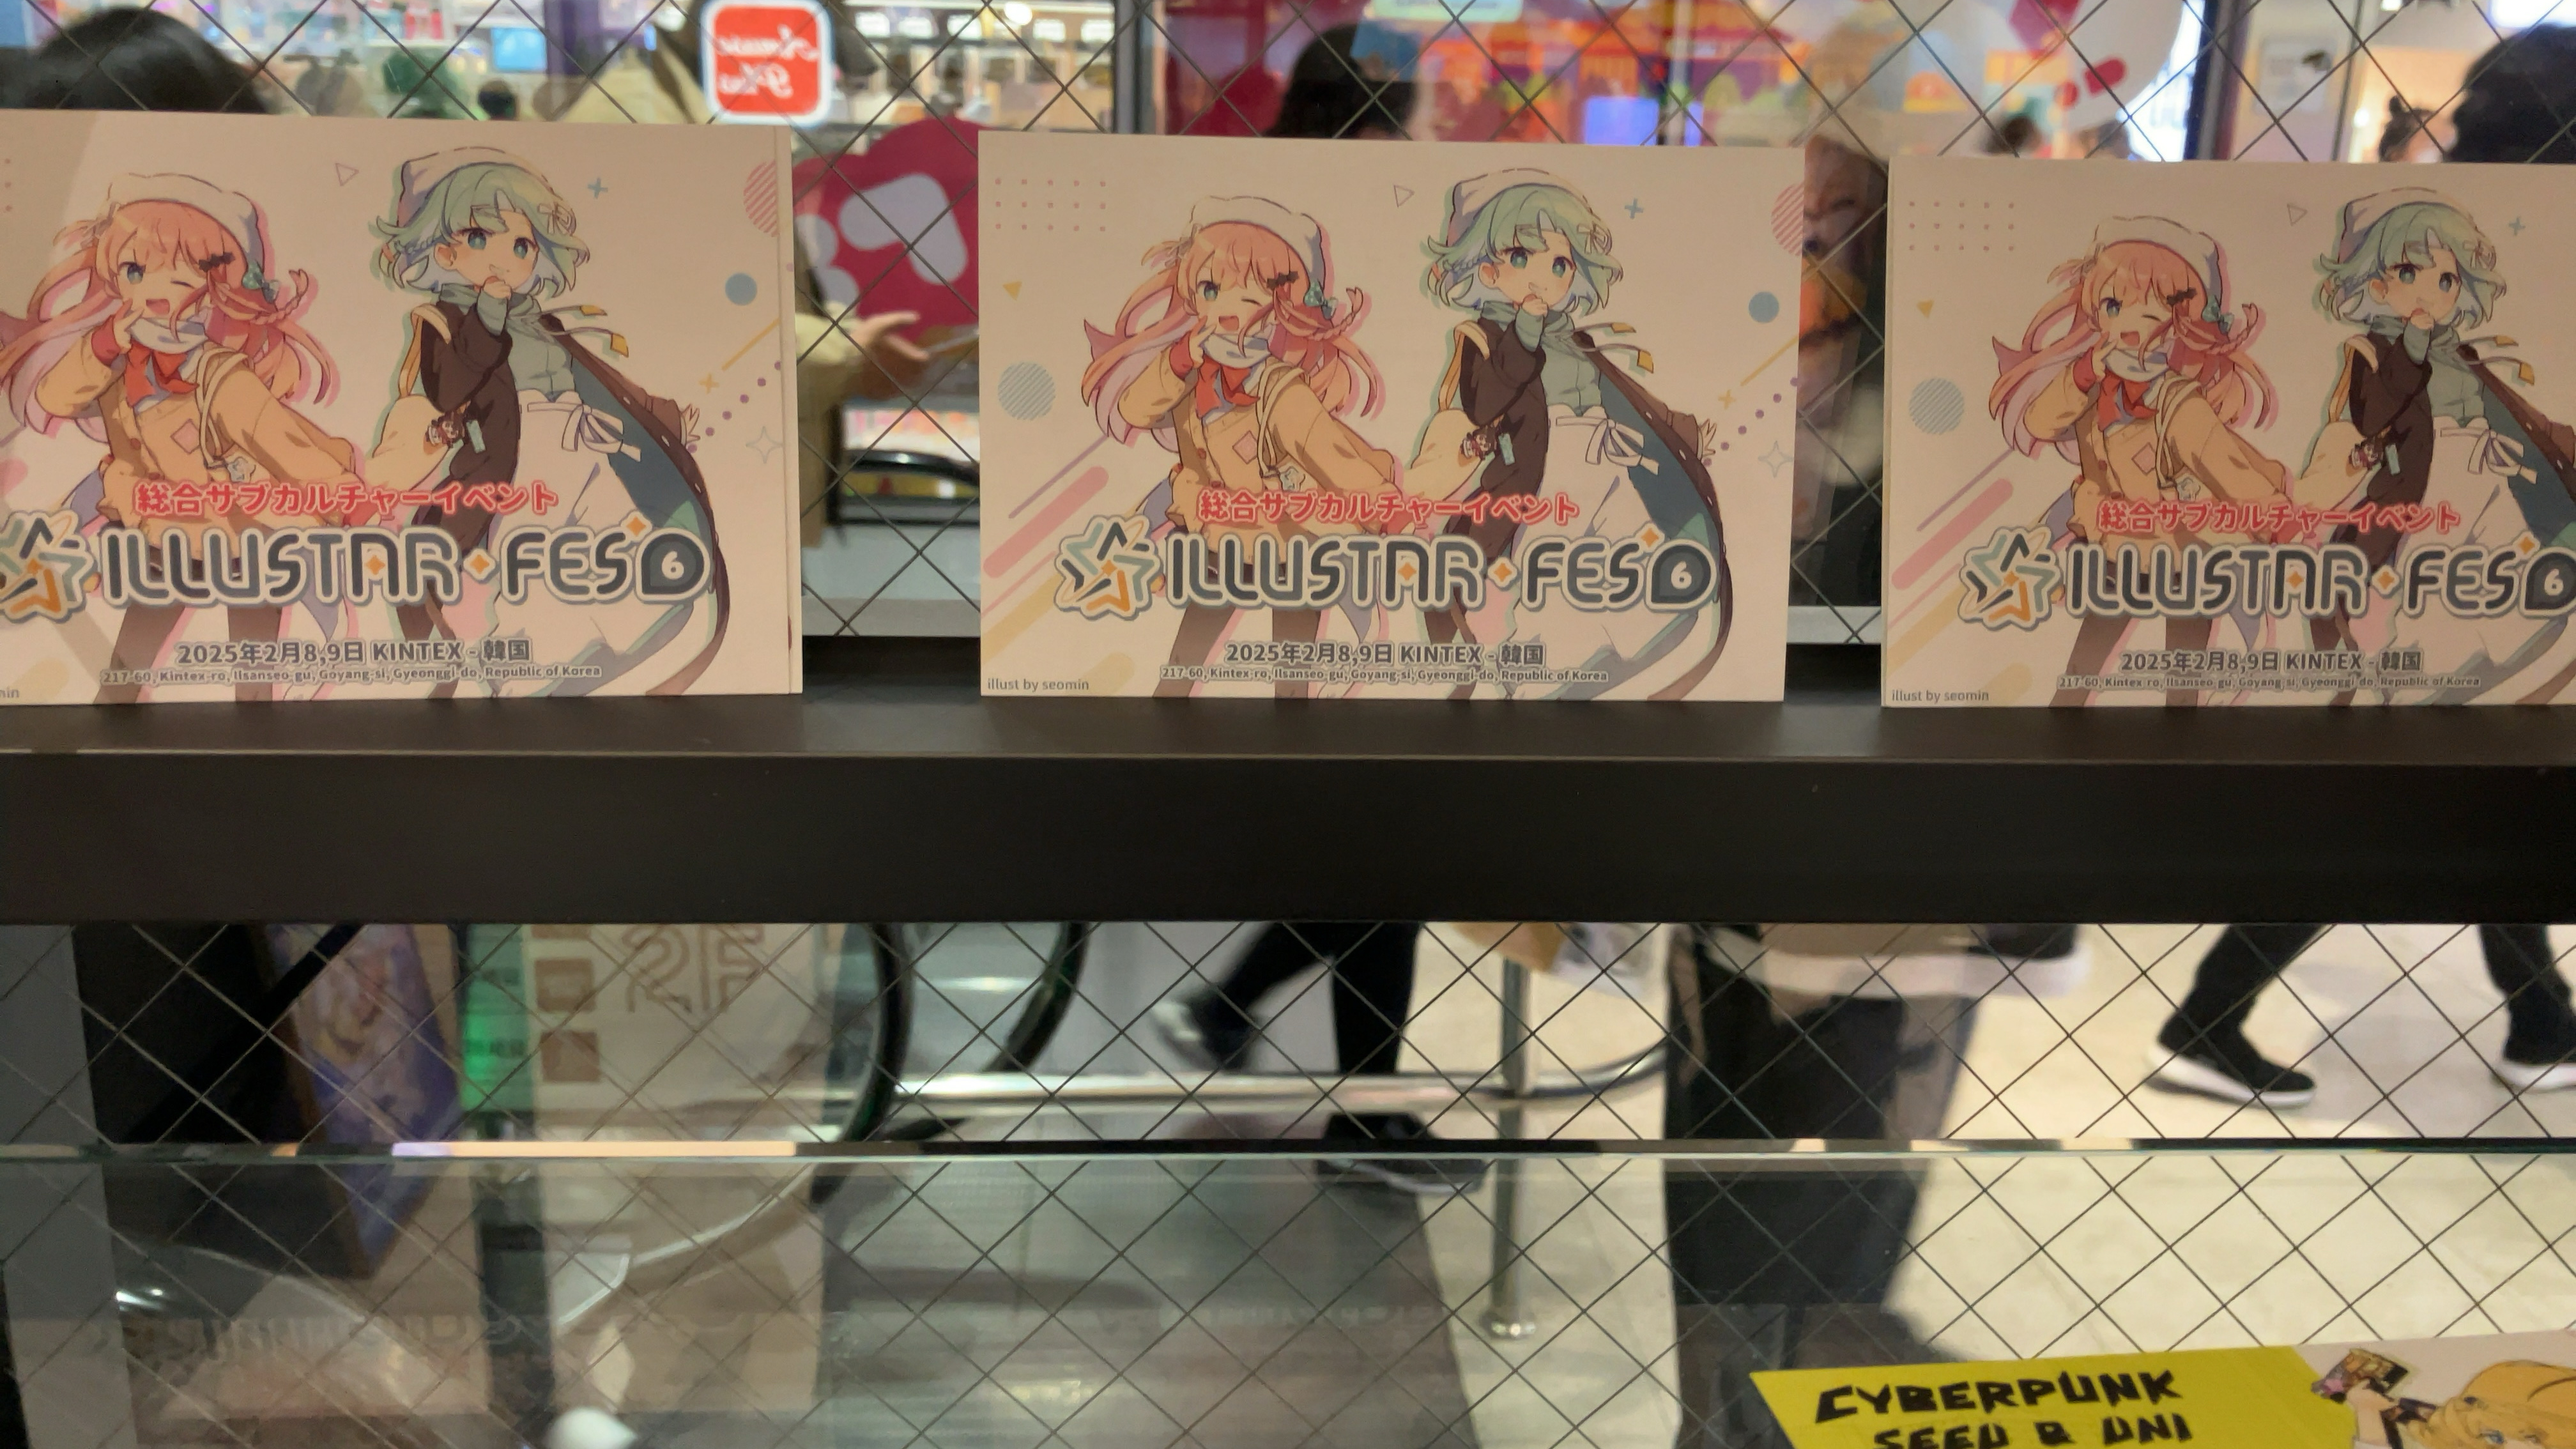 総合サブカルチャーイベント
ILLUSTAR FES 6
2025年2月8,9日 KINTEX - 韓国
217-60, Kintex-ro, Ilsanseo-gu, Goyang-si, Gyeonggi-do, Republic of Korea
総合サブカルチャーイベント
ILLUSTAR FES 6
2025年2月8,9日 KINTEX - 韓国
217-60, Kintex-ro, Ilsanseo-gu, Goyang-si, Gyeonggi-do, Republic of Korea
illust by seomin
総合サブカルチャーイベント
ILLUSTAR FES 6
2025年2月8,9日 KINTEX - 韓国
217-60, Kintex-ro, Ilsanseo-gu, Goyang-si, Gyeonggi-do, Republic of Korea
illust by seomin
CYBERPUNK